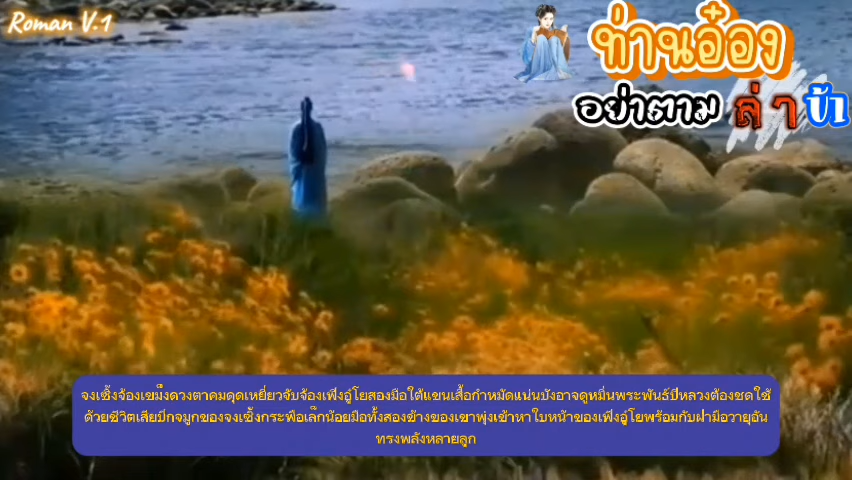 Roman V.1
ท่านอ๋อง
อย่าตาม ล่า ข้า
จงเซิ้งจ้องเขม็งดวงตาคมดุดเหยี่ยวจับจ้องเฟิงอู๋โยสองมือใต้แขนเสื้อกำหมัดแน่นบังอาจดูหมิ่นพระพันธ์ปีหลวงต้องชดใช้
ด้วยชีวิตเสียปีกจมูกของจงเซิ้งกระพือเล็กน้อยมือทั้งสองข้างของเขาพุ่งเข้าหาใบหน้าของเฟิงอู๋โยพร้อมกับฝ่ามือวายุอัน
ทรงพลังหลายลูก